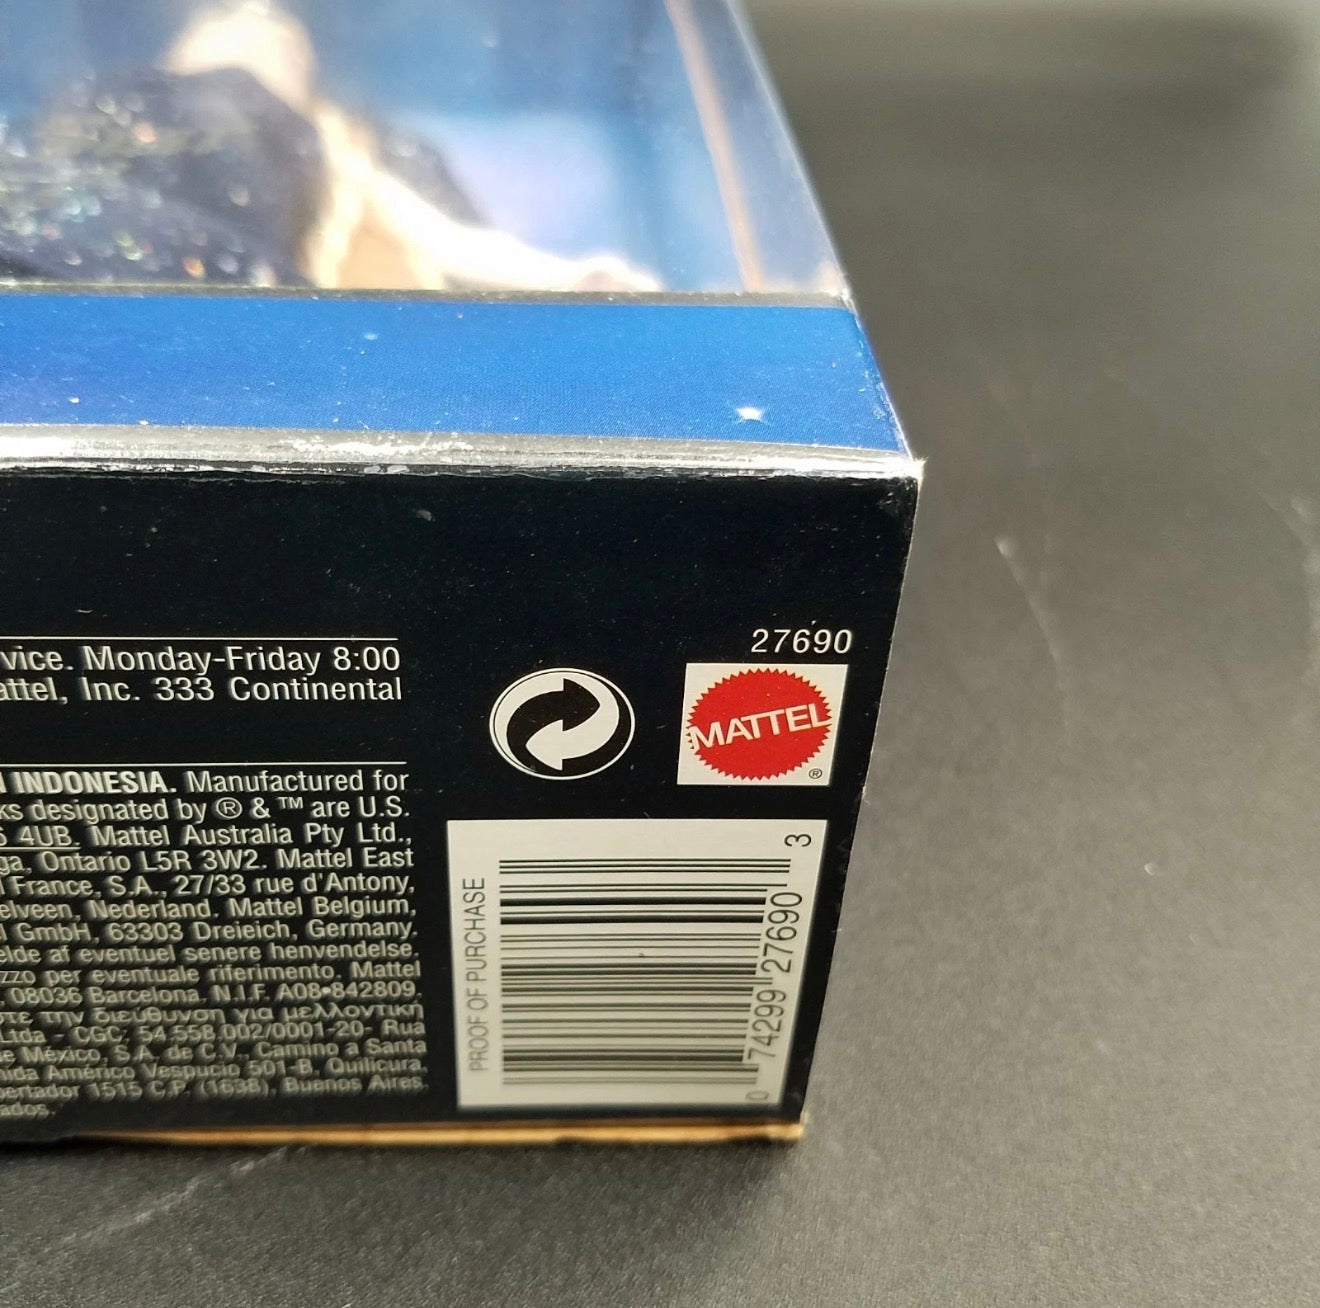 vice. Monday-Friday 8:00
attel, Inc. 333 Continental
INDONESIA. Manufactured for
ks designated by ® & ™ are U.S.
4UB. Mattel Australia Pty Ltd.,
ga, Ontario L5R 3W2. Mattel East
France, S.A., 27/33 rue d'Antony,
elveen, Nederland. Mattel Belgium,
GmbH, 63303 Dreieich, Germany.
elde af eventuel senere henvendelse.
zzo per eventuale riferimento. Mattel
, 08036 Barcelona, N.I.F. A08•842809.
τε την διεύθυνση για μελλοντική
Ltda - CGC; 54.558.002/0001-20- Rua
e México, S.A. de C.V., Camino a Santa
nida Américo Vespucio 501-B, Quilicura,
bertador 1515 C.P. (1638), Buenos Aires.
ados.
27690
MATTEL
®
PROOF OF PURCHASE
0 74299 27690 3